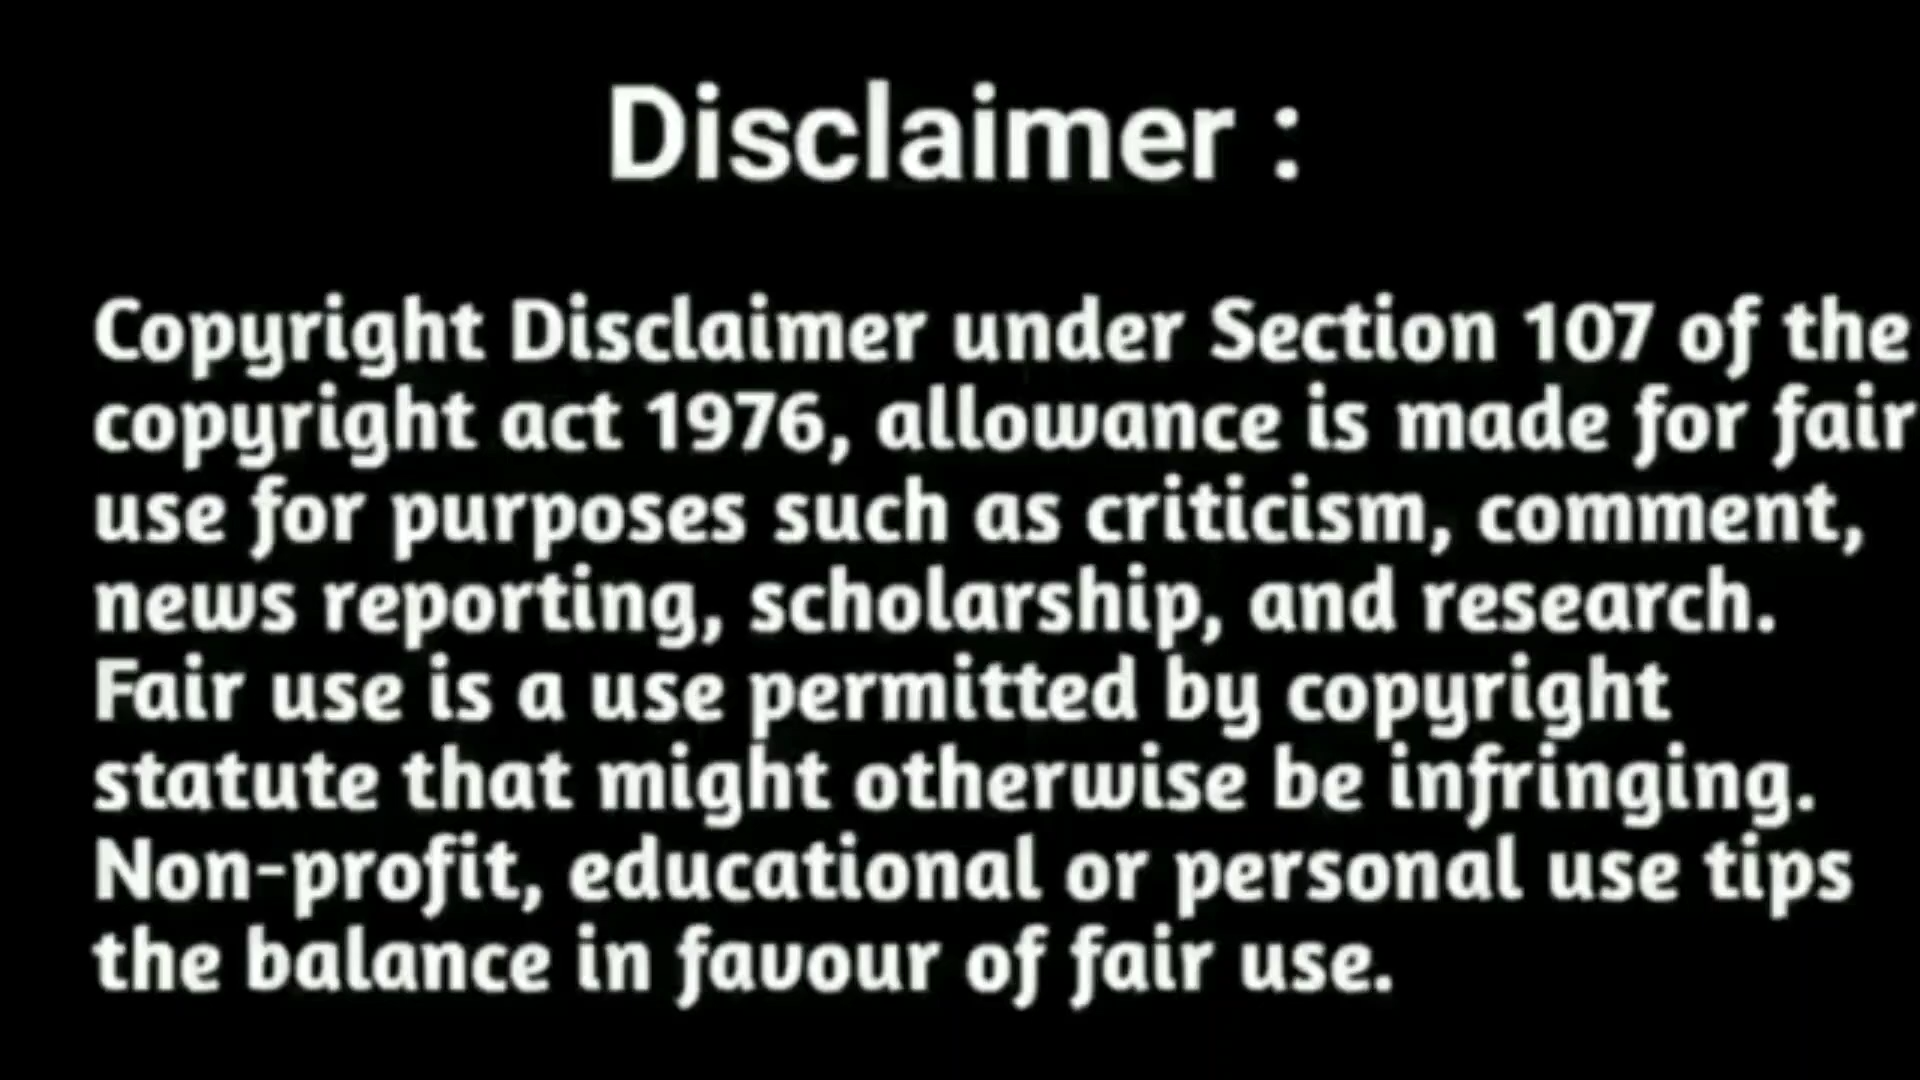 Disclaimer :
Copyright Disclaimer under Section 107 of the
copyright act 1976, allowance is made for fair
use for purposes such as criticism, comment,
news reporting, scholarship, and research.
Fair use is a use permitted by copyright
statute that might otherwise be infringing.
Non-profit, educational or personal use tips
the balance in favour of fair use.